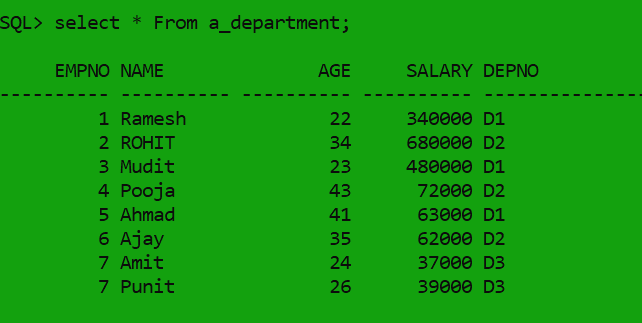 SQL> select * From a_department;
EMPNO NAME AGE SALARY DEPNO
---------- ---------- ---------- ---------- ---------------
1 Ramesh 22 340000 D1
2 ROHIT 34 680000 D2
3 Mudit 23 480000 D1
4 Pooja 43 72000 D2
5 Ahmad 41 63000 D1
6 Ajay 35 62000 D2
7 Amit 24 37000 D3
7 Punit 26 39000 D3